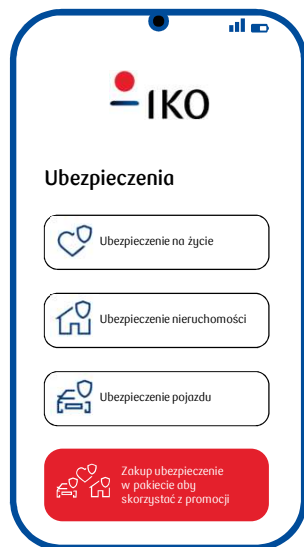 IKO
Ubezpieczenia
Ubezpieczenie na życie
Ubezpieczenie nieruchomości
Ubezpieczenie pojazdu
Zakup ubezpieczenie
w pakiecie aby
skorzystać z promocji